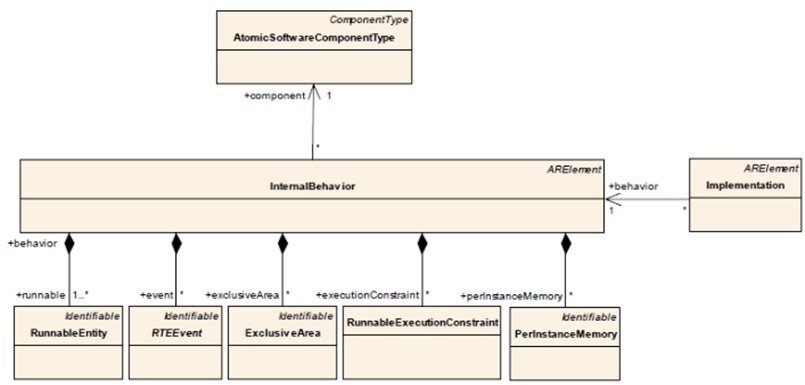 ComponentType
AtomicSoftwareComponentType
+component 1
*
ARElement
InternalBehavior
ARElement
Implementation
+behavior
1 *
+behavior
+runnable 1..* +event * +exclusiveArea * +executionConstraint * +perInstanceMemory *
Identifiable
RunnableEntity
Identifiable
RTEEvent
Identifiable
ExclusiveArea
RunnableExecutionConstraint
Identifiable
PerInstanceMemory